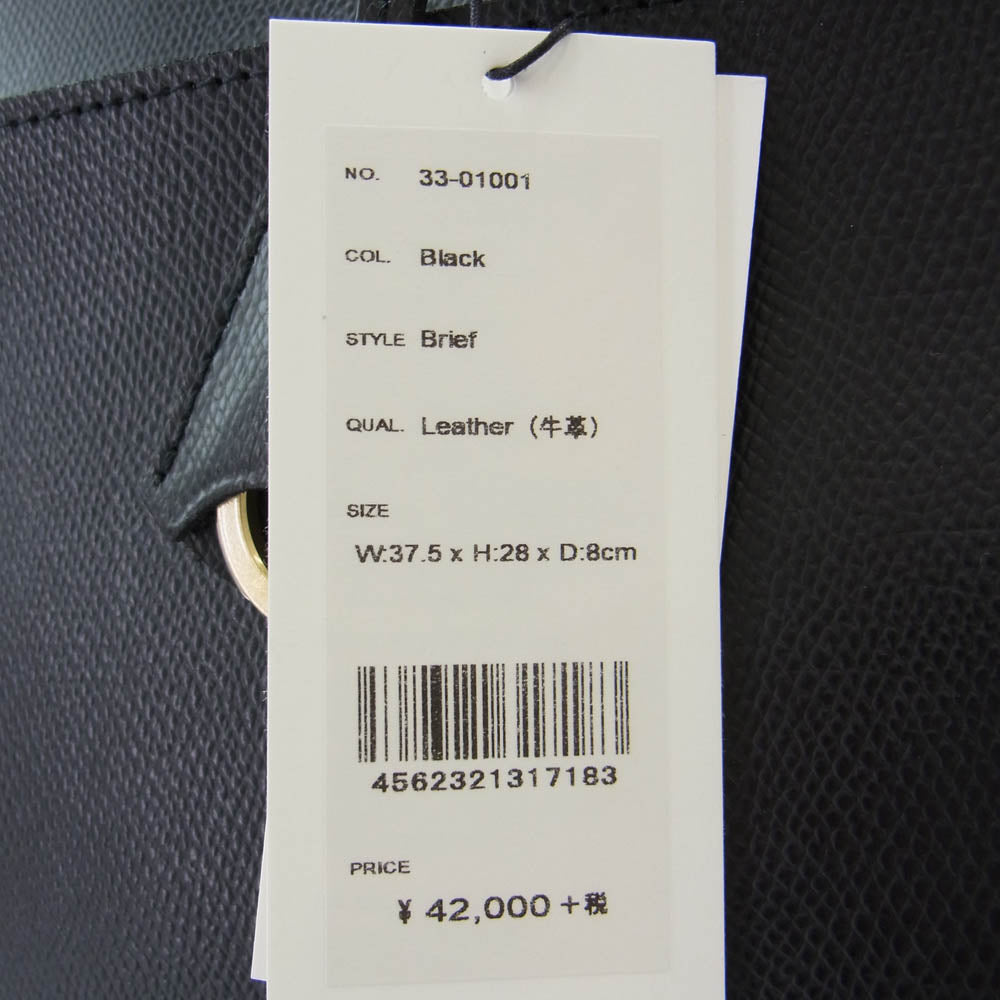 NO. 33-01001
COL. Black
STYLE Brief
QUAL. Leather (牛革)
SIZE
W:37.5 x H:28 x D:8cm
4562321317183
PRICE
¥ 42,000 +税